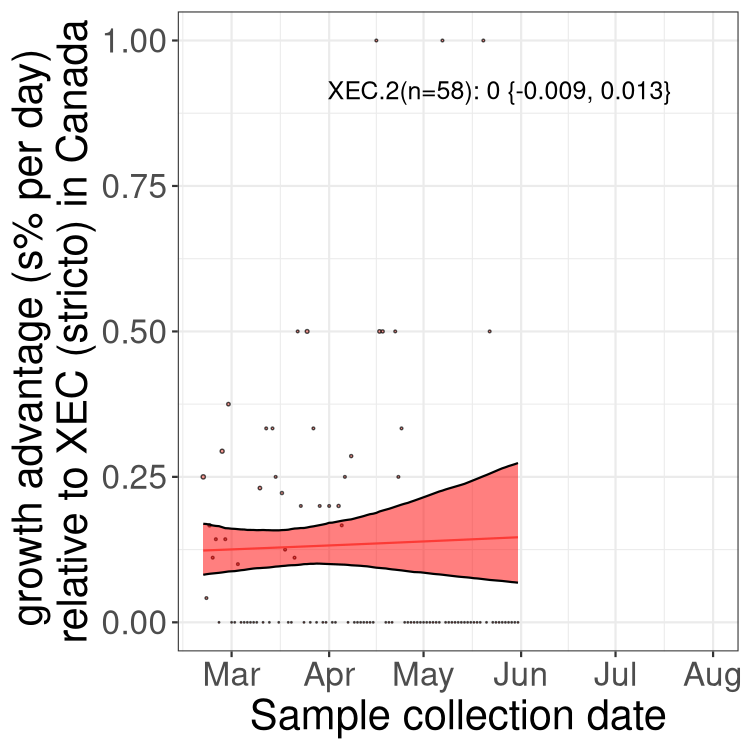 growth advantage (s% per day)
relative to XEC (stricto) in Canada
1.00
0.75
0.50
0.25
0.00
XEC.2(n=58): 0 {-0.009, 0.013}
Mar Apr May Jun Jul Aug
Sample collection date